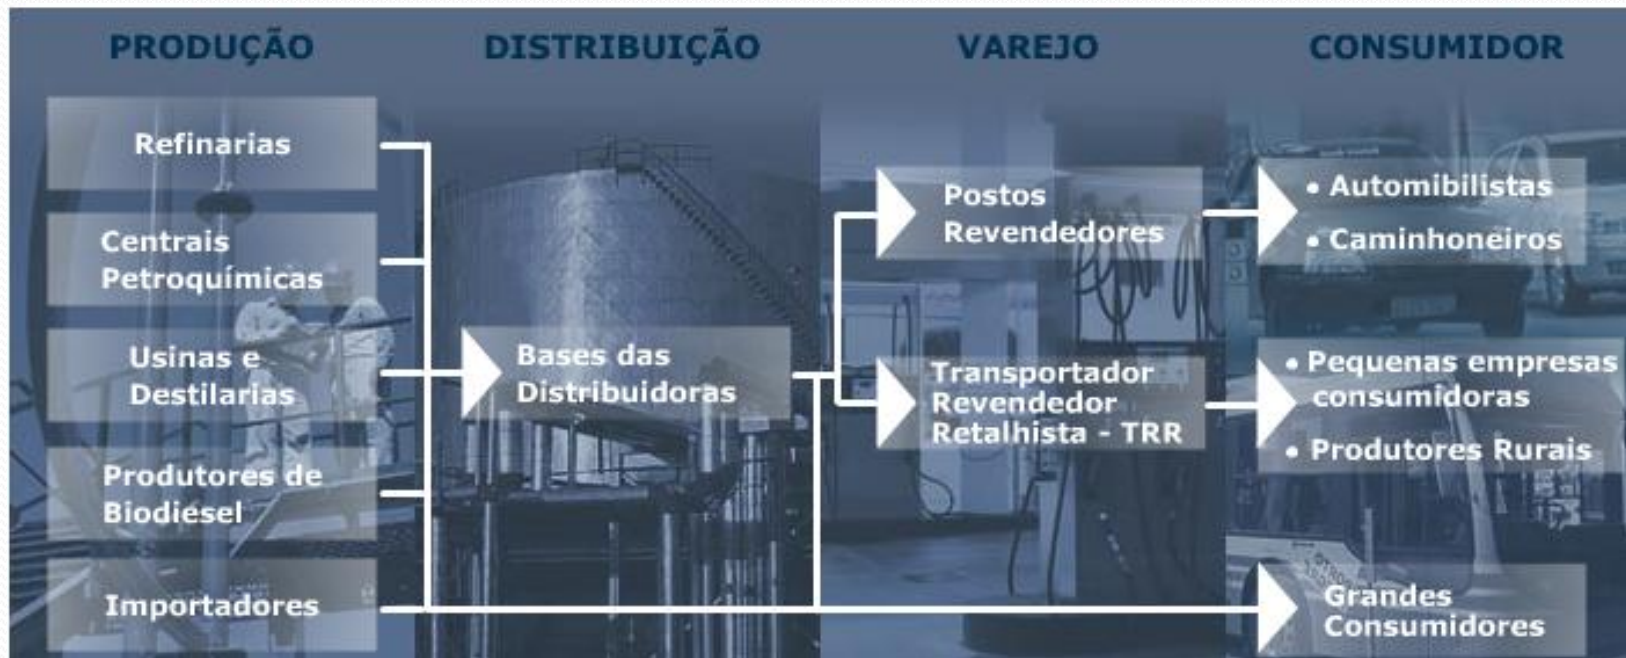 PRODUÇÃO
DISTRIBUIÇÃO
VAREJO
CONSUMIDOR
Refinarias
Centrais
Petroquímicas
Usinas e
Destilarias
Produtores de
Biodiesel
Importadores
Bases das
Distribuidoras
Postos
Revendedores
Transportador
Revendedor
Retalhista - TRR
• Automibilistas
• Caminhoneiros
• Pequenas empresas
consumidoras
• Produtores Rurais
Grandes
Consumidores